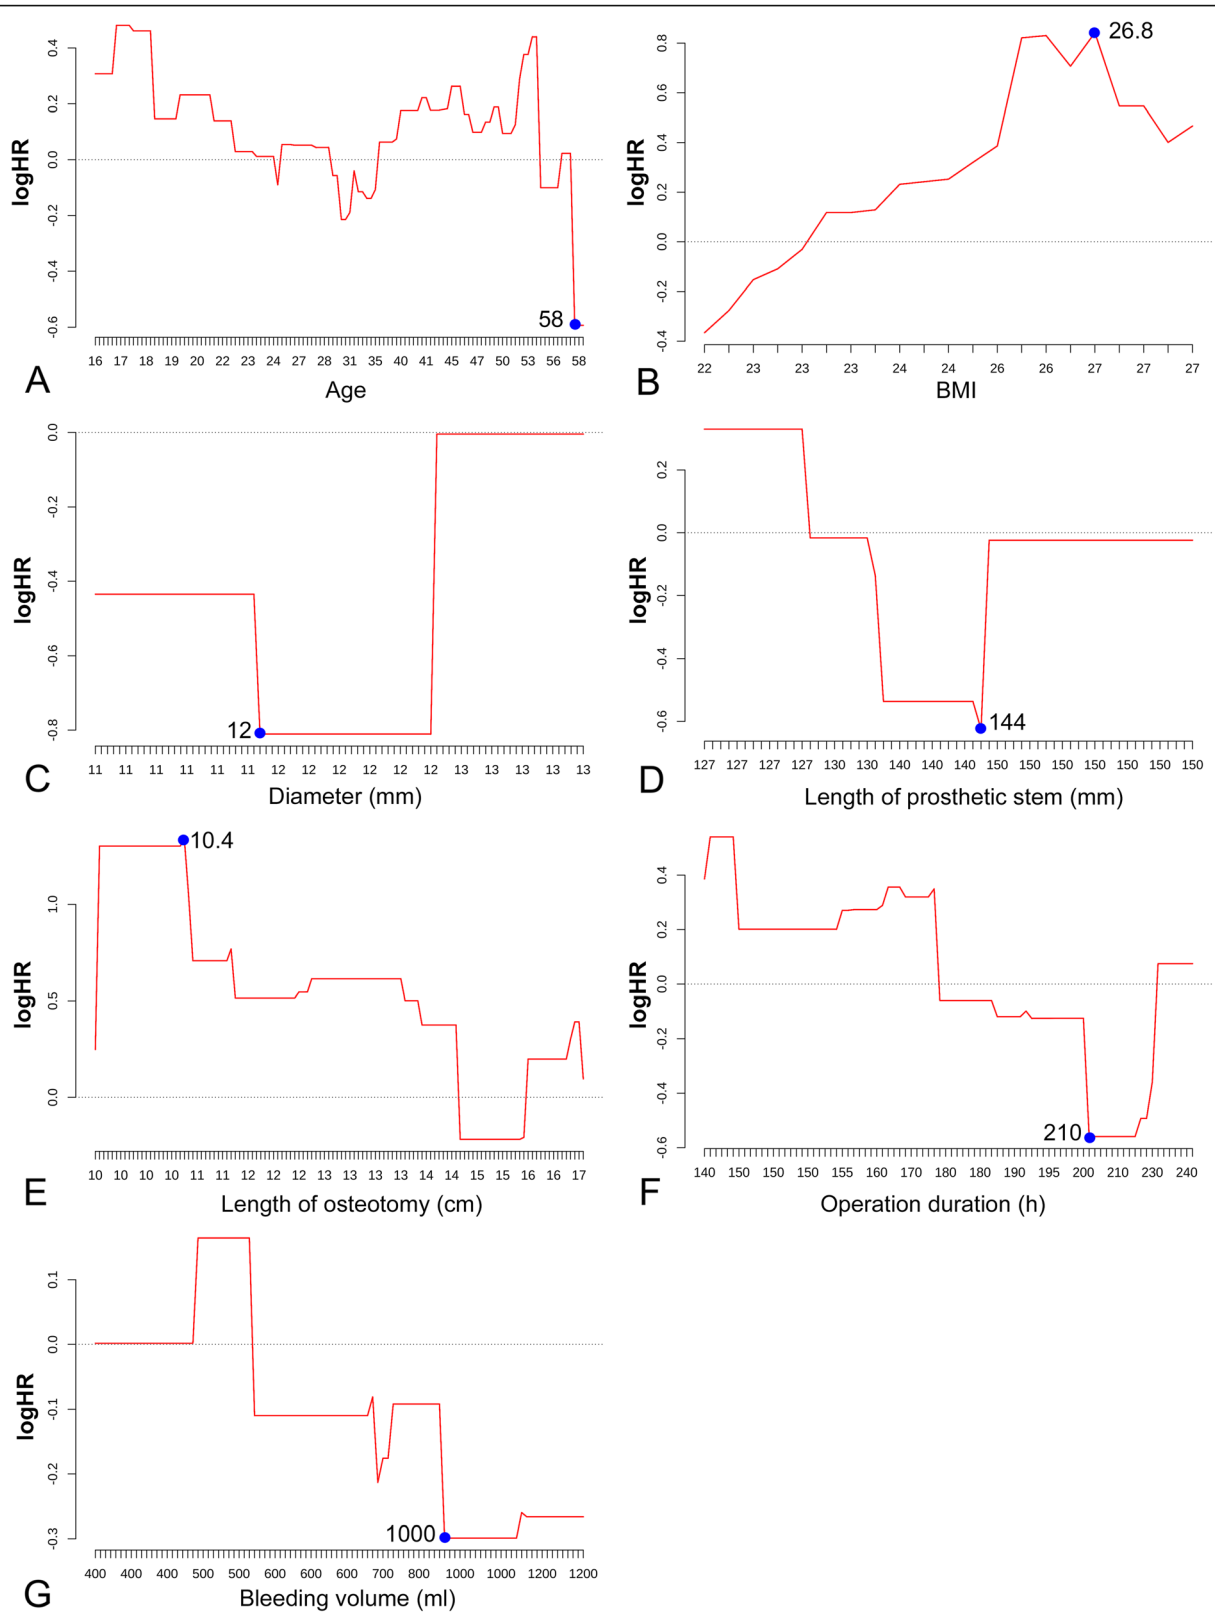 0.4
0.2
0.0
-0.2
-0.4
-0.6
logHR
58
16 17 18 19 20 22 23 24 27 28 31 35 40 41 45 47 50 53 56 58
A
Age
0.8
0.6
0.4
0.2
0.0
-0.2
-0.4
logHR
26.8
22 23 23 23 24 24 26 26 27 27 27
B
BMI
0.0
-0.2
-0.4
-0.6
-0.8
logHR
12
11 11 11 11 11 11 12 12 12 12 12 12 13 13 13 13 13
C
Diameter (mm)
0.2
0.0
-0.2
-0.4
-0.6
logHR
144
127 127 127 127 130 130 140 140 140 150 150 150 150 150 150 150
D
Length of prosthetic stem (mm)
1.0
0.5
0.0
logHR
10.4
10 10 10 10 11 11 12 12 12 13 13 13 14 14 15 15 16 16 17
E
Length of osteotomy (cm)
0.4
0.2
0.0
-0.2
-0.4
-0.6
logHR
210
140 150 150 150 155 160 170 180 180 190 195 200 210 230 240
F
Operation duration (h)
0.1
0.0
-0.1
-0.2
-0.3
logHR
1000
400 400 400 500 500 600 600 600 700 800 1000 1000 1200 1200
G
Bleeding volume (ml)